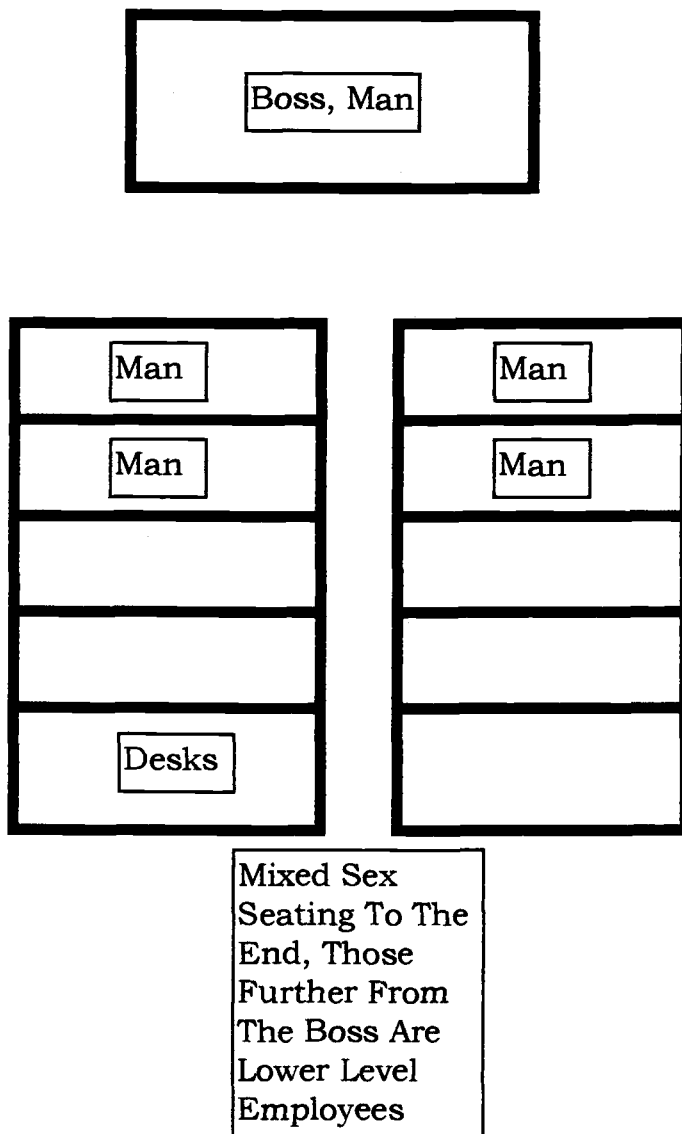 Boss, Man
Man
Man
Man
Man
Desks
Mixed Sex
Seating To The
End, Those
Further From
The Boss Are
Lower Level
Employees